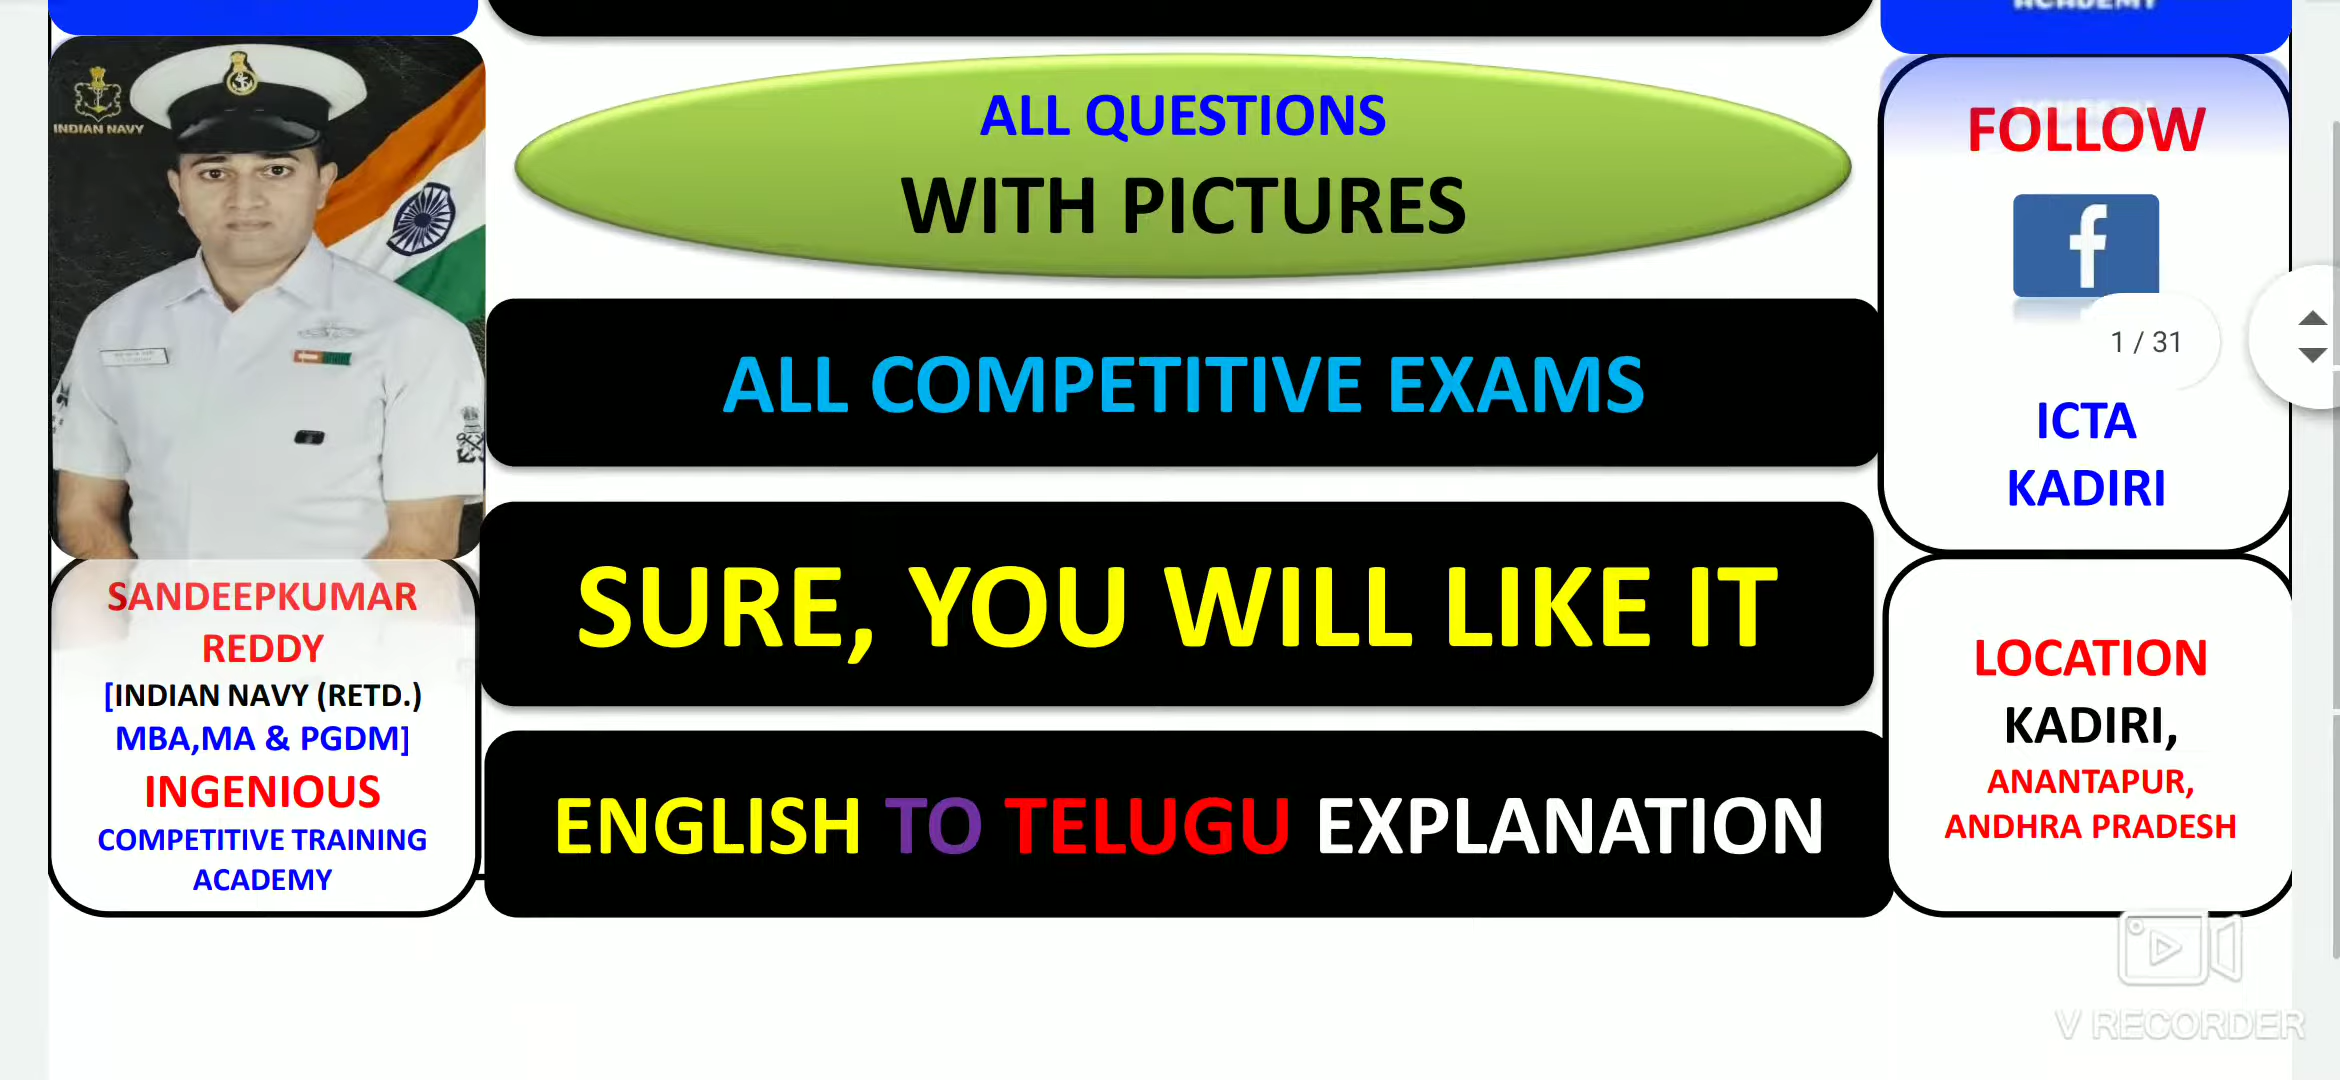 ACADEMY
INDIAN NAVY
ALL QUESTIONS
WITH PICTURES
ALL COMPETITIVE EXAMS
SURE, YOU WILL LIKE IT
ENGLISH TO TELUGU EXPLANATION
SANDEEPKUMAR
REDDY
[INDIAN NAVY (RETD.)
MBA,MA & PGDM]
INGENIOUS
COMPETITIVE TRAINING
ACADEMY
FOLLOW
f
1 / 31
ICTA
KADIRI
LOCATION
KADIRI,
ANANTAPUR,
ANDHRA PRADESH
V RECORDER